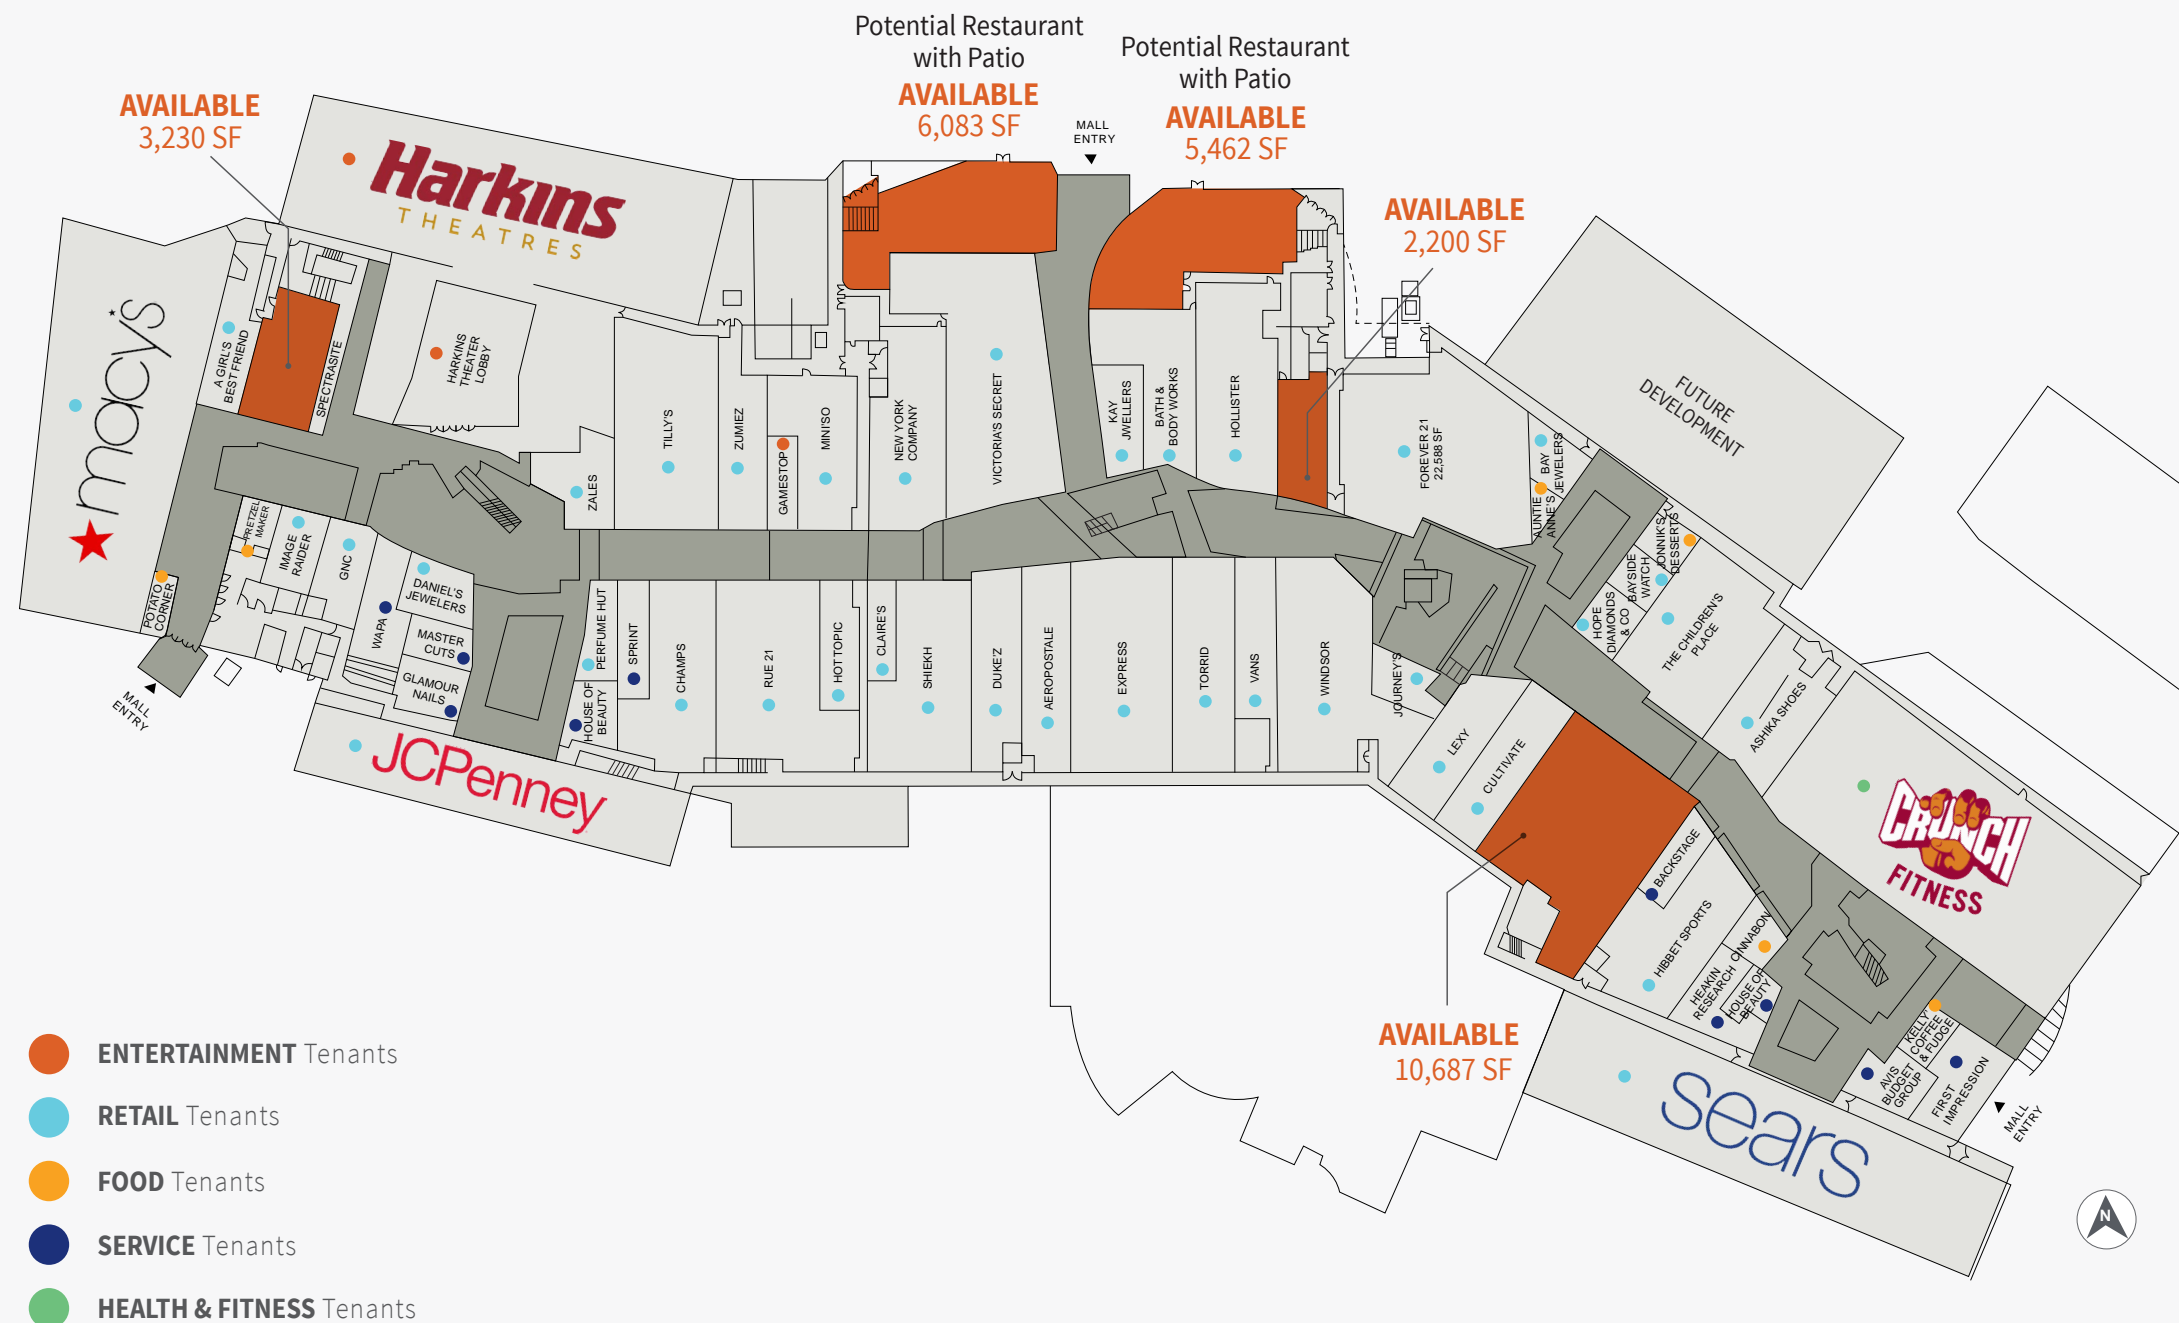 Potential Restaurant
with Patio
AVAILABLE
6,083 SF
Potential Restaurant
with Patio
AVAILABLE
5,462 SF
MALL
ENTRY
AVAILABLE
3,230 SF
AVAILABLE
2,200 SF
Harkins
THEATRES
macy's
A GIRL'S
BEST FRIEND
SPECTRASITE
HARKINS
THEATER
LOBBY
ZALES
TILLY'S
ZUMIEZ
GAMESTOP
MINI'SO
NEW YORK
COMPANY
VICTORIA'S SECRET
KAY
JWELLERS
BATH &
BODY WORKS
HOLLISTER
FOREVER 21
22,588 SF
BAY
JEWELERS
AUNTIE
ANNE'S
FUTURE
DEVELOPMENT
JONNIK'S
DESSERTS
BAYSIDE
WATCH
HOPE
DIAMONDS
& CO
THE CHILDREN'S
PLACE
ASHIKA SHOES
CRUNCH
FITNESS
POTATO
CORNER
PRETZEL
MAKER
IMAGE
RAIDER
GNC
WAPA
DANIEL'S
JEWELERS
MASTER
CUTS
GLAMOUR
NAILS
MALL
ENTRY
JCPenney
PERFUME HUT
HOUSE OF
BEAUTY
SPRINT
CHAMPS
RUE 21
HOT TOPIC
CLAIRE'S
SHIEKH
DUKE'Z
AEROPOSTALE
EXPRESS
TORRID
VANS
WINDSOR
JOURNEY'S
LEXY
CULTIVATE
BACKSTAGE
HIBBET SPORTS
CINNABON
HEAKIN
RESEARCH
HOUSE OF
BEAUTY
KELLY'
COFFEE
& FUDGE
AVIS
BUDGET
GROUP
FIRST
IMPRESSION
MALL
ENTRY
AVAILABLE
10,687 SF
sears
N
ENTERTAINMENT Tenants
RETAIL Tenants
FOOD Tenants
SERVICE Tenants
HEALTH & FITNESS Tenants